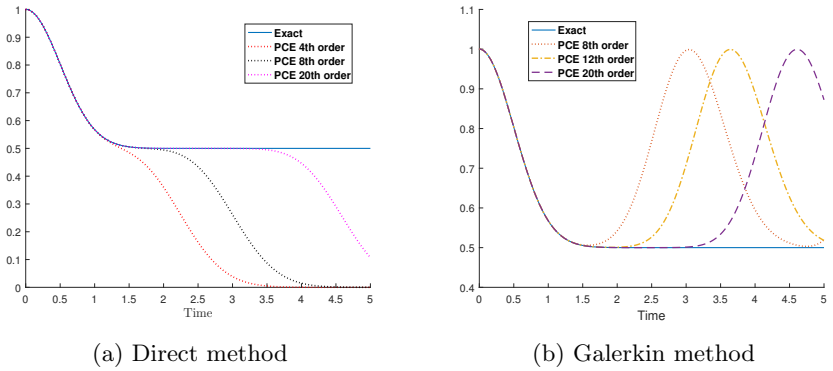 1
0.9
0.8
0.7
0.6
0.5
0.4
0.3
0.2
0.1
0
0 0.5 1 1.5 2 2.5 3 3.5 4 4.5 5
Time
Exact
PCE 4th order
PCE 8th order
PCE 20th order
(a) Direct method
1.1
1
0.9
0.8
0.7
0.6
0.5
0.4
0 0.5 1 1.5 2 2.5 3 3.5 4 4.5 5
Time
Exact
PCE 8th order
PCE 12th order
PCE 20th order
(b) Galerkin method